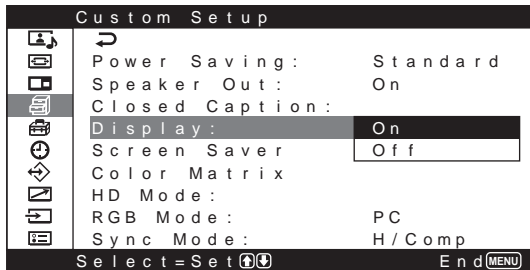 Custom Setup
Power Saving: Standard
Speaker Out: On
Closed Caption:
Display: On
Screen Saver Off
Color Matrix
HD Mode:
RGB Mode: PC
Sync Mode: H/Comp
Select=Set End MENU